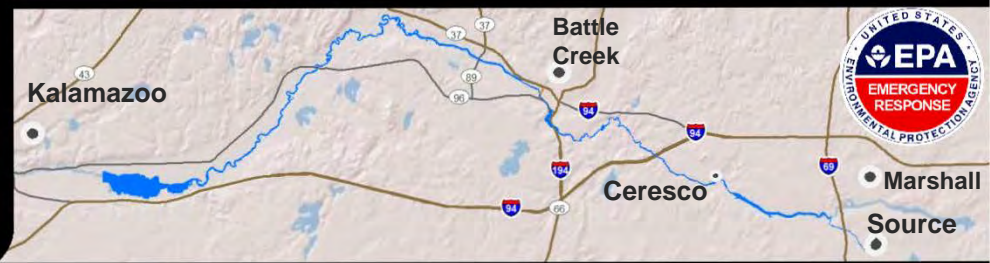 Kalamazoo
43
37
37
89
96
Battle
Creek
94
94
194
94
66
69
Ceresco
Marshall
Source
UNITED STATES
ENVIRONMENTAL PROTECTION AGENCY
EPA
EMERGENCY
RESPONSE